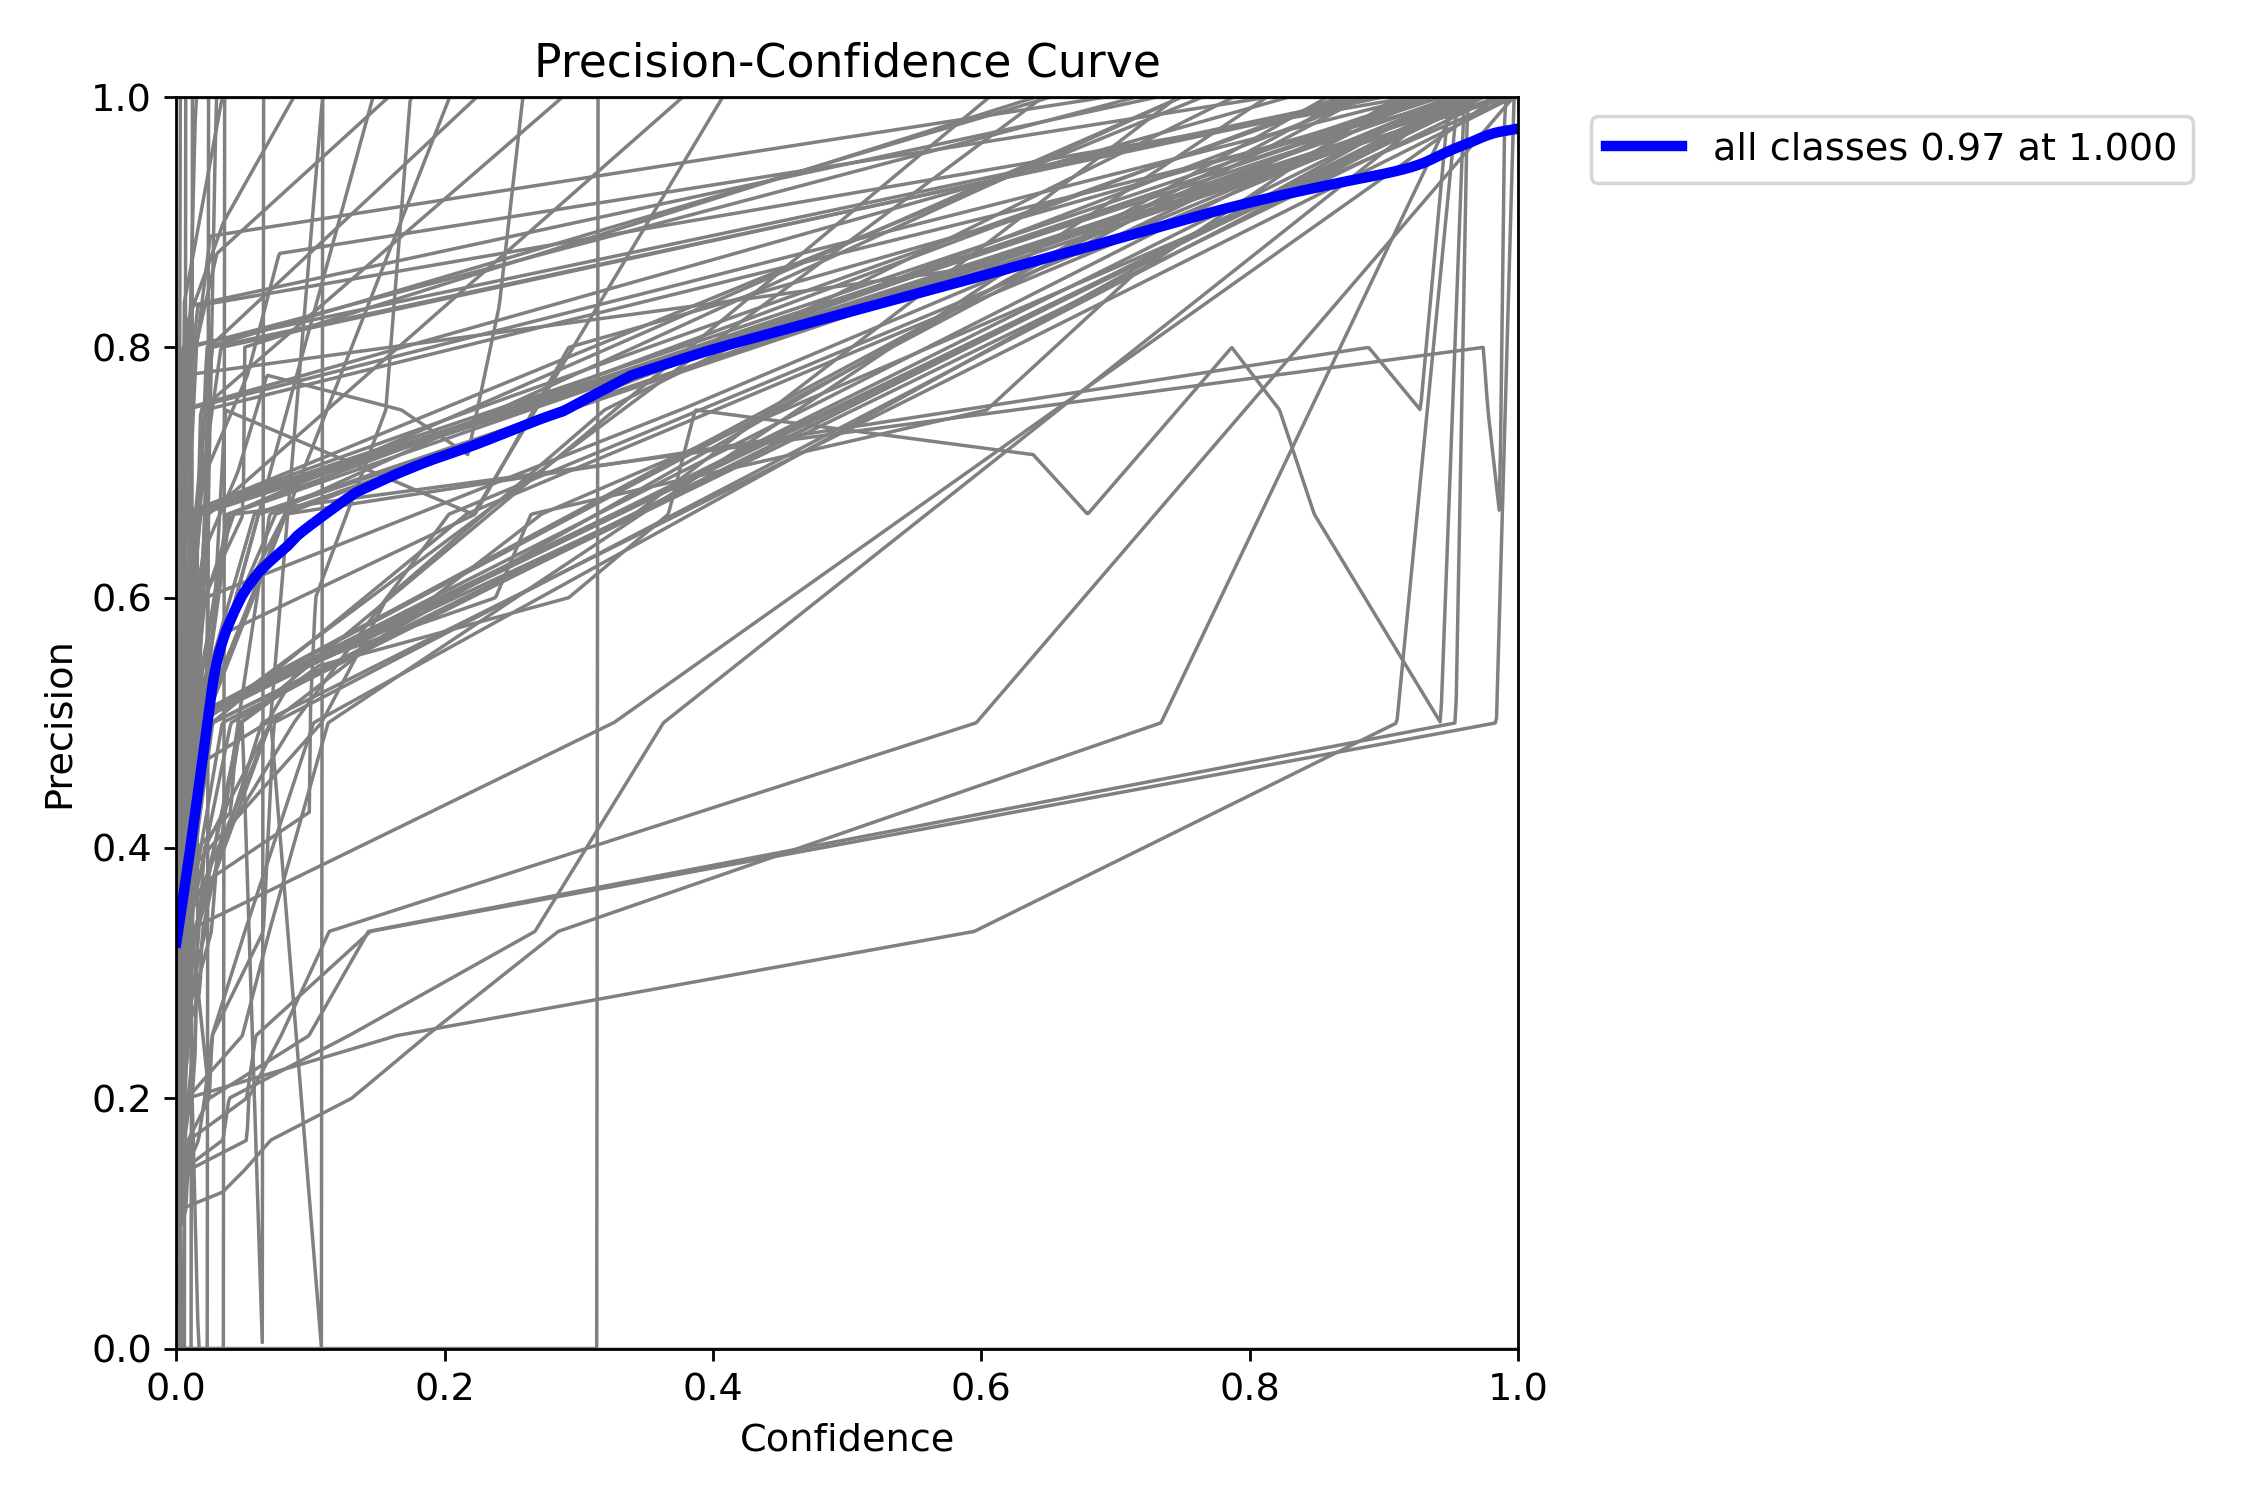 Precision-Confidence Curve
all classes 0.97 at 1.000
1.0
0.8
0.6
0.4
0.2
0.0
Precision
0.0 0.2 0.4 0.6 0.8 1.0
Confidence